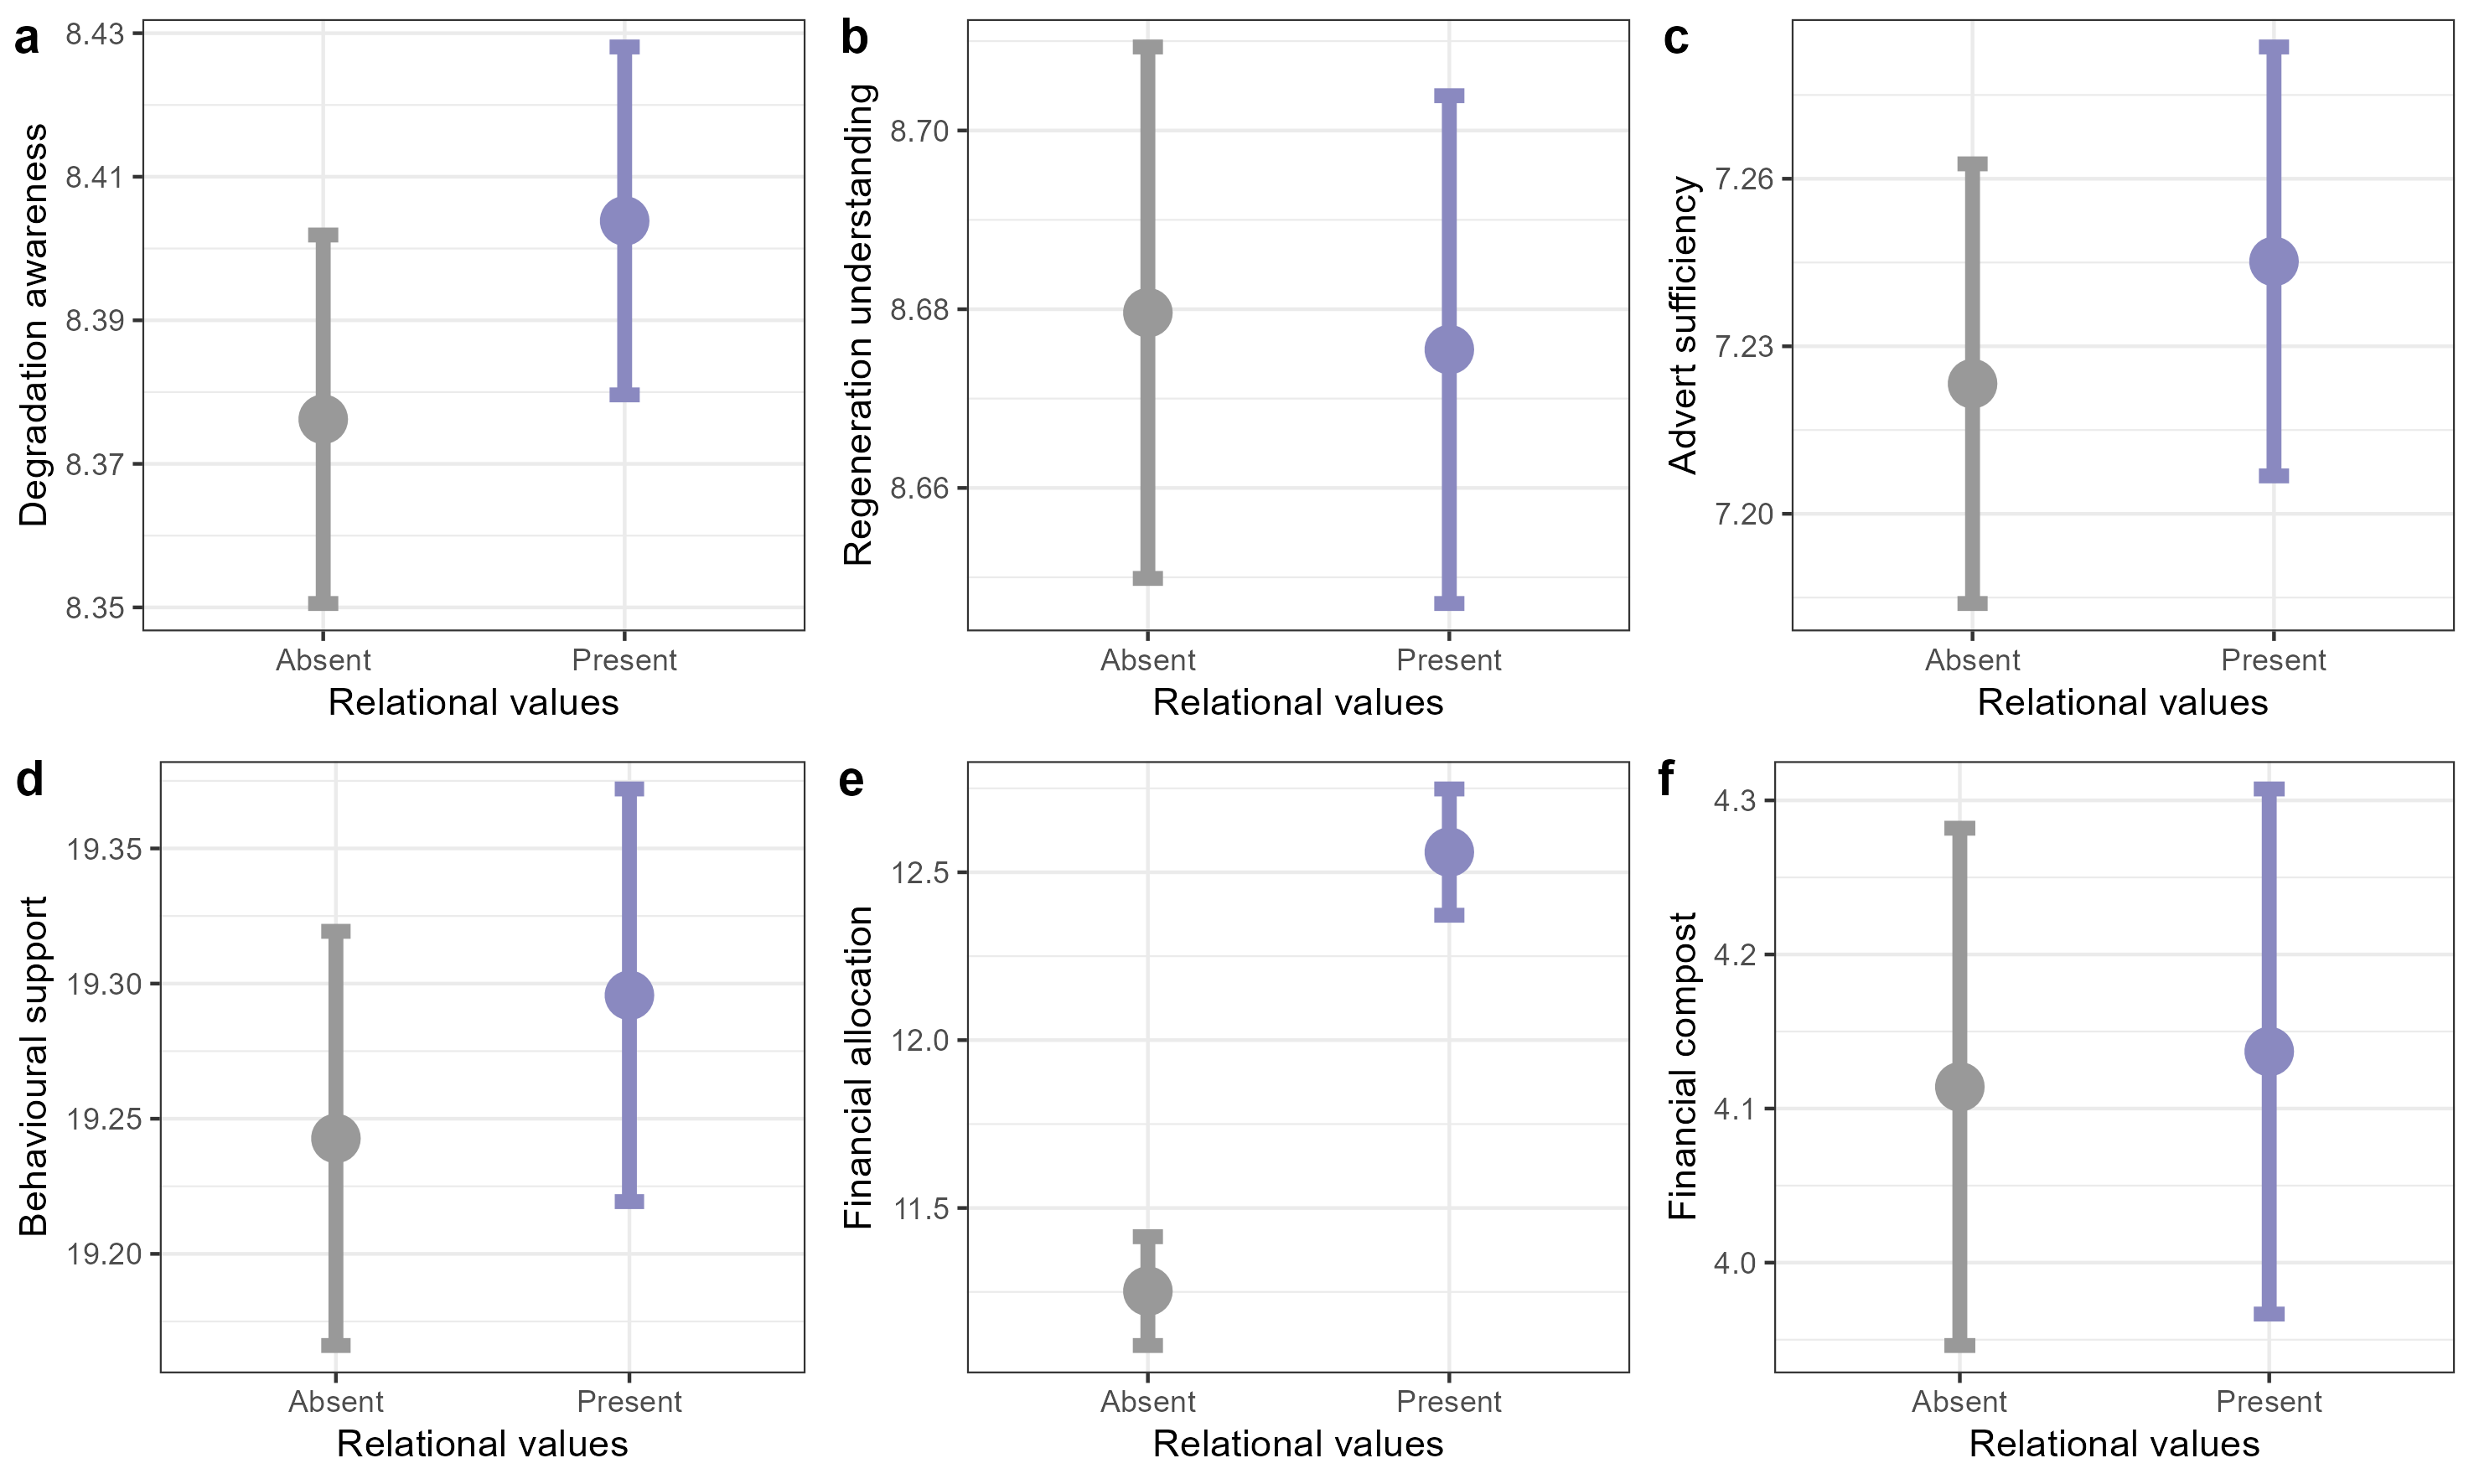 a
Degradation awareness
8.43
8.41
8.39
8.37
8.35
Absent Present
Relational values
b
Regeneration understanding
8.70
8.68
8.66
Absent Present
Relational values
c
Advert sufficiency
7.26
7.23
7.20
Absent Present
Relational values
d
Behavioural support
19.35
19.30
19.25
19.20
Absent Present
Relational values
e
Financial allocation
12.5
12.0
11.5
Absent Present
Relational values
f
Financial compost
4.3
4.2
4.1
4.0
Absent Present
Relational values